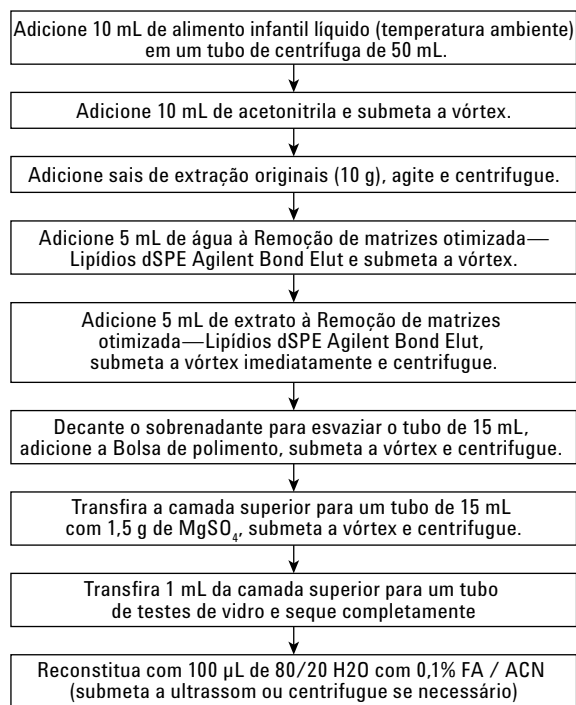 Adicione 10 mL de alimento infantil líquido (temperatura ambiente)
em um tubo de centrífuga de 50 mL.
Adicione 10 mL de acetonitrila e submeta a vórtex.
Adicione sais de extração originais (10 g), agite e centrifugue.
Adicione 5 mL de água à Remoção de matrizes otimizada—
Lipídios dSPE Agilent Bond Elut e submeta a vórtex.
Adicione 5 mL de extrato à Remoção de matrizes
otimizada—Lipídios dSPE Agilent Bond Elut,
submeta a vórtex imediatamente e centrifugue.
Decante o sobrenadante para esvaziar o tubo de 15 mL,
adicione a Bolsa de polimento, submeta a vórtex e centrifugue.
Transfira a camada superior para um tubo de 15 mL
com 1,5 g de MgSO₄, submeta a vórtex e centrifugue.
Transfira 1 mL da camada superior para um tubo
de testes de vidro e seque completamente
Reconstitua com 100 µL de 80/20 H2O com 0,1% FA / ACN
(submeta a ultrassom ou centrifugue se necessário)